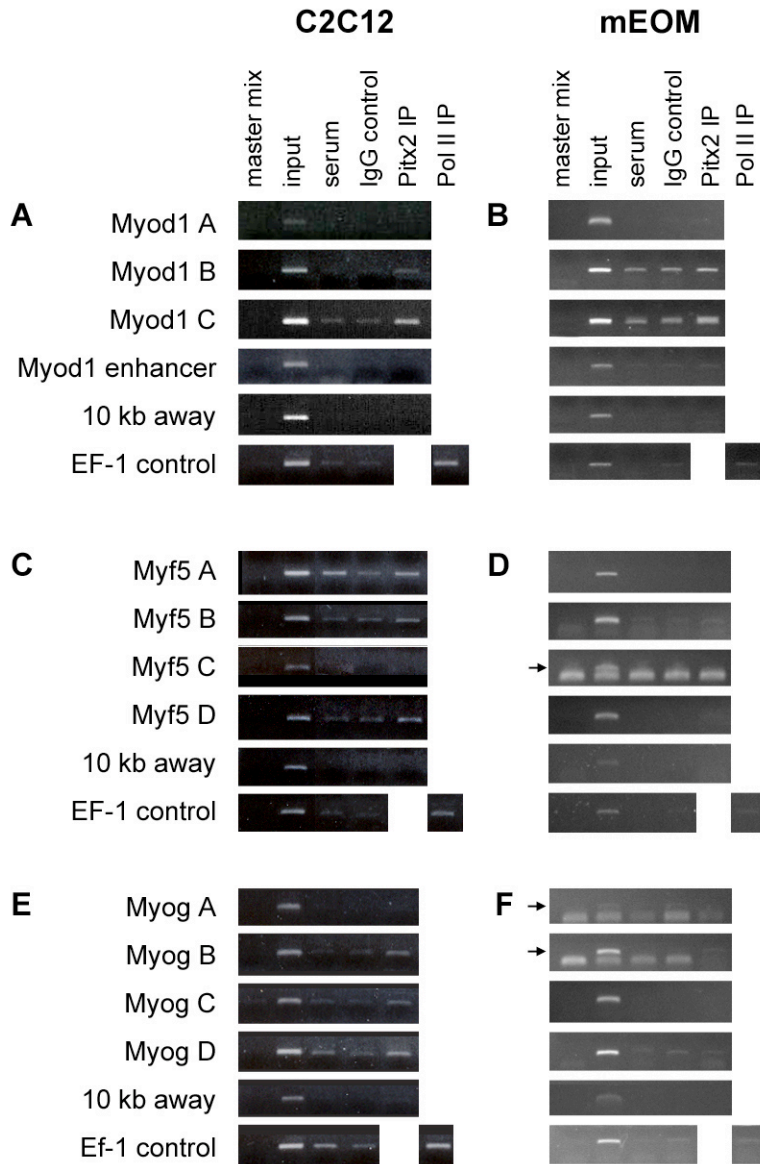 C2C12 mEOM
master mix input serum IgG control Pitx2 IP Pol II IP master mix input serum IgG control Pitx2 IP Pol II IP
A Myod1 A B
Myod1 B
Myod1 C
Myod1 enhancer
10 kb away
EF-1 control
C Myf5 A D
Myf5 B
Myf5 C
Myf5 D
10 kb away
EF-1 control
E Myog A F
Myog B
Myog C
Myog D
10 kb away
Ef-1 control